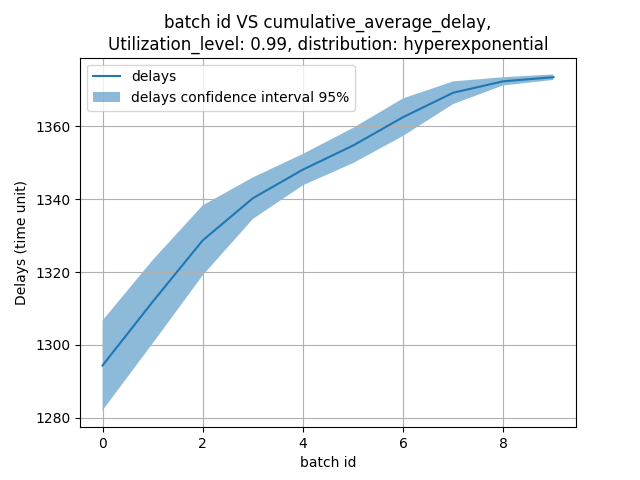 batch id VS cumulative_average_delay,
Utilization_level: 0.99, distribution: hyperexponential
delays
delays confidence interval 95%
Delays (time unit)
1360
1340
1320
1300
1280
0 2 4 6 8
batch id